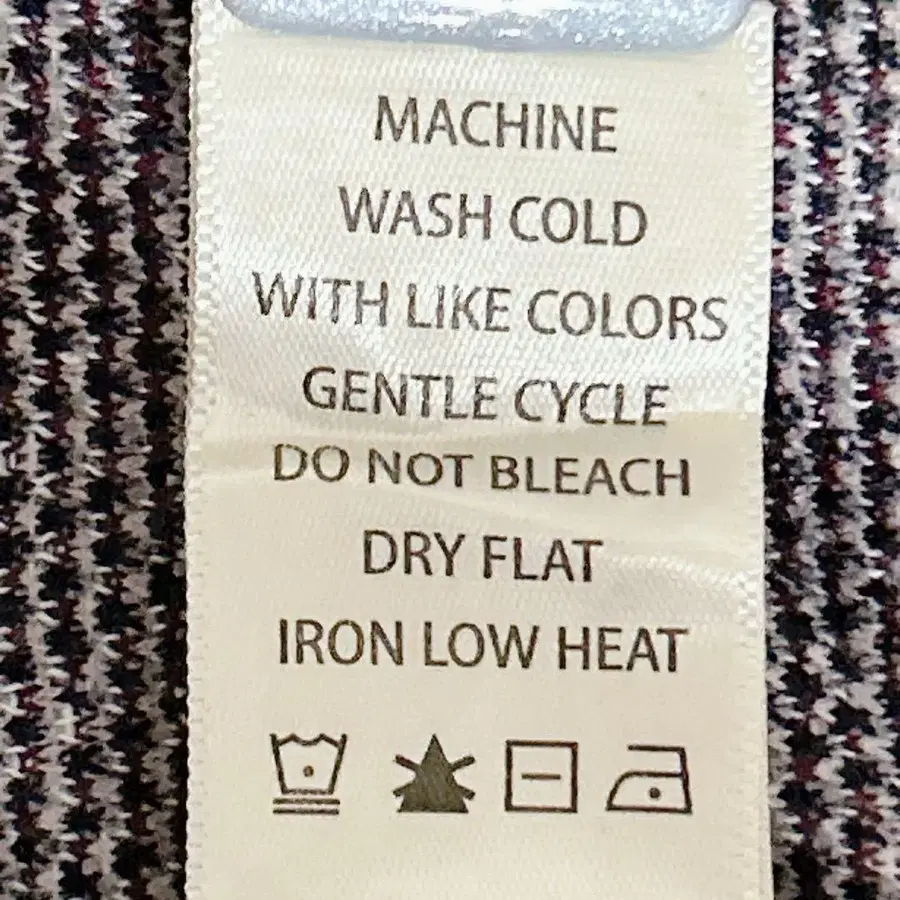 MACHINE
WASH COLD
WITH LIKE COLORS
GENTLE CYCLE
DO NOT BLEACH
DRY FLAT
IRON LOW HEAT